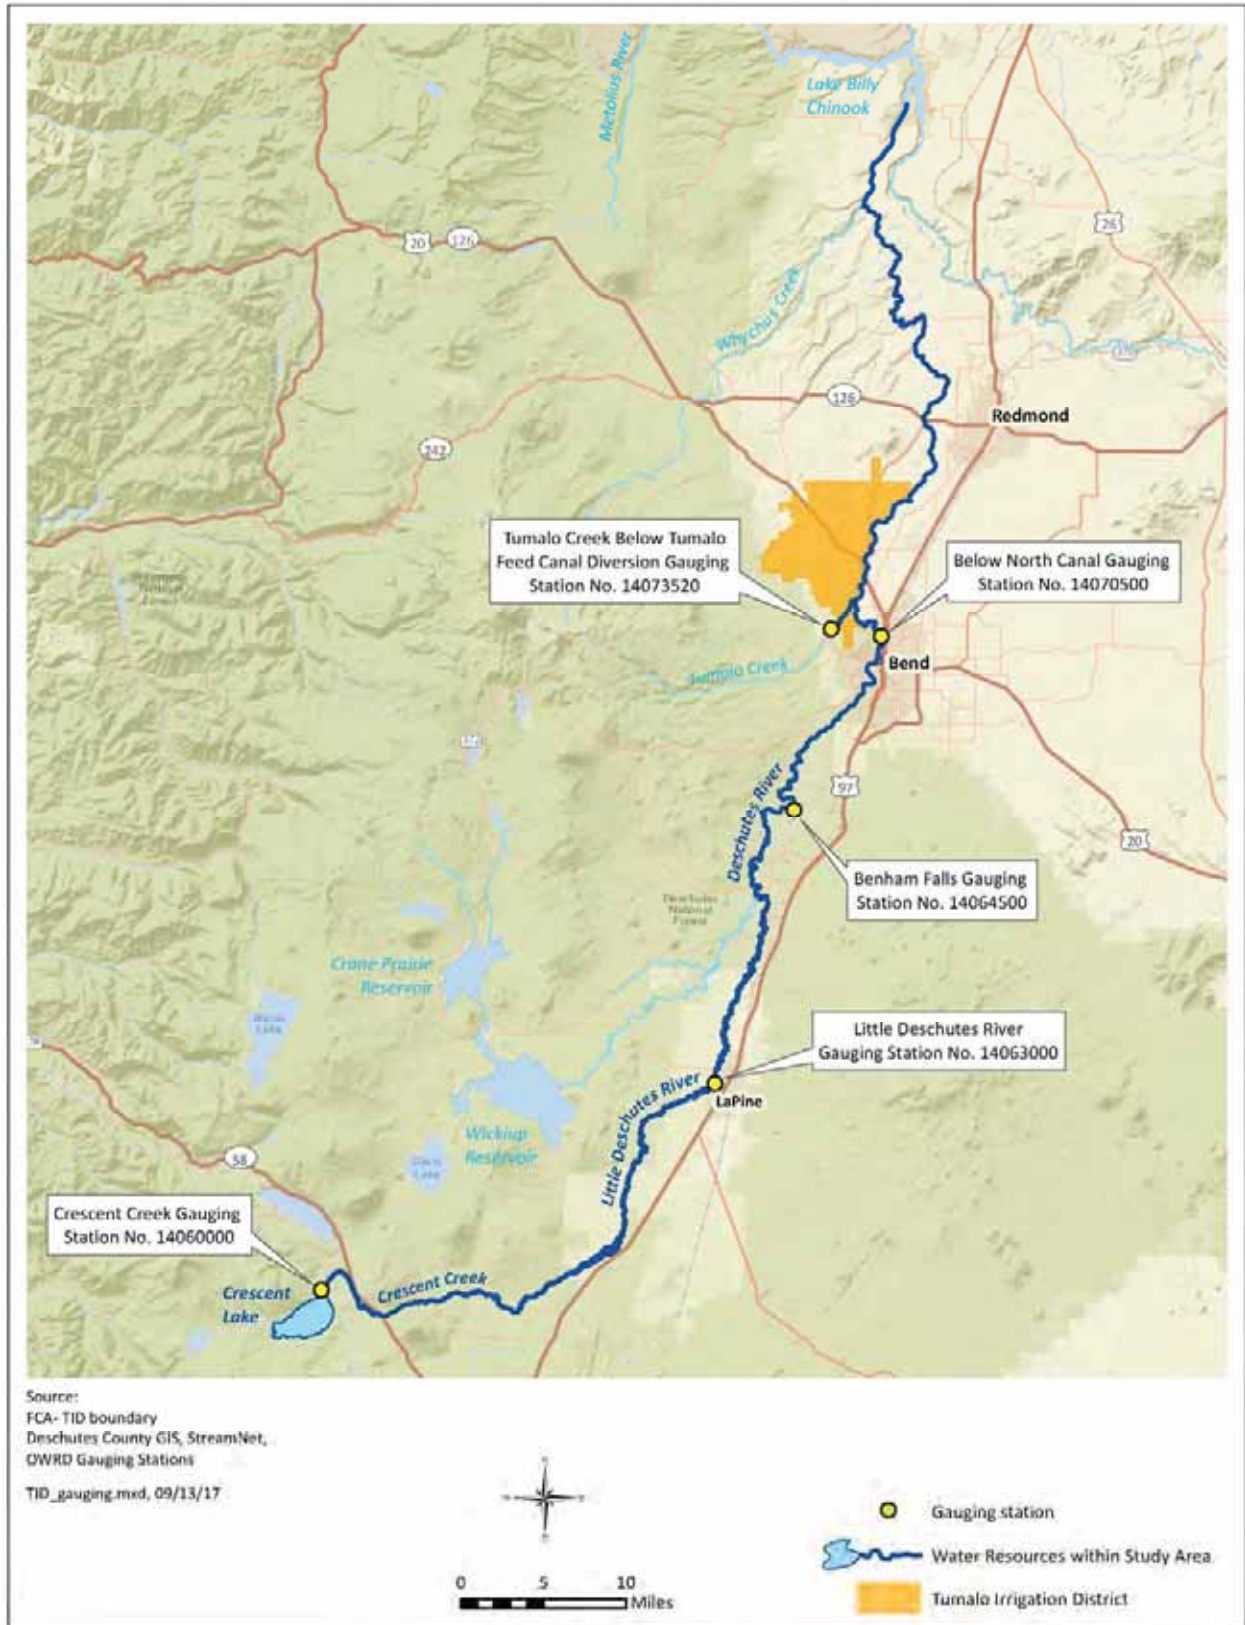 Metolius River
Lake Billy
Chinook
20
126
26
Whychus Creek
126
Redmond
242
Tumalo Creek Below Tumalo
Feed Canal Diversion Gauging
Station No. 14073520
Below North Canal Gauging
Station No. 14070500
Bend
Tumalo Creek
97
Deschutes River
20
Benham Falls Gauging
Station No. 14064500
Deschutes
National
Forest
Crane Prairie
Reservoir
Lake
Little Deschutes River
Gauging Station No. 14063000
LaPine
Little Deschutes River
Wickiup
Reservoir
Lake
58
Crescent Creek Gauging
Station No. 14060000
Crescent
Lake
Crescent Creek
Source:
FCA- TID boundary
Deschutes County GIS, StreamNet,
OWRD Gauging Stations
TID_gauging.mxd, 09/13/17
0 5 10
Miles
Gauging station
Water Resources within Study Area
Tumalo Irrigation District